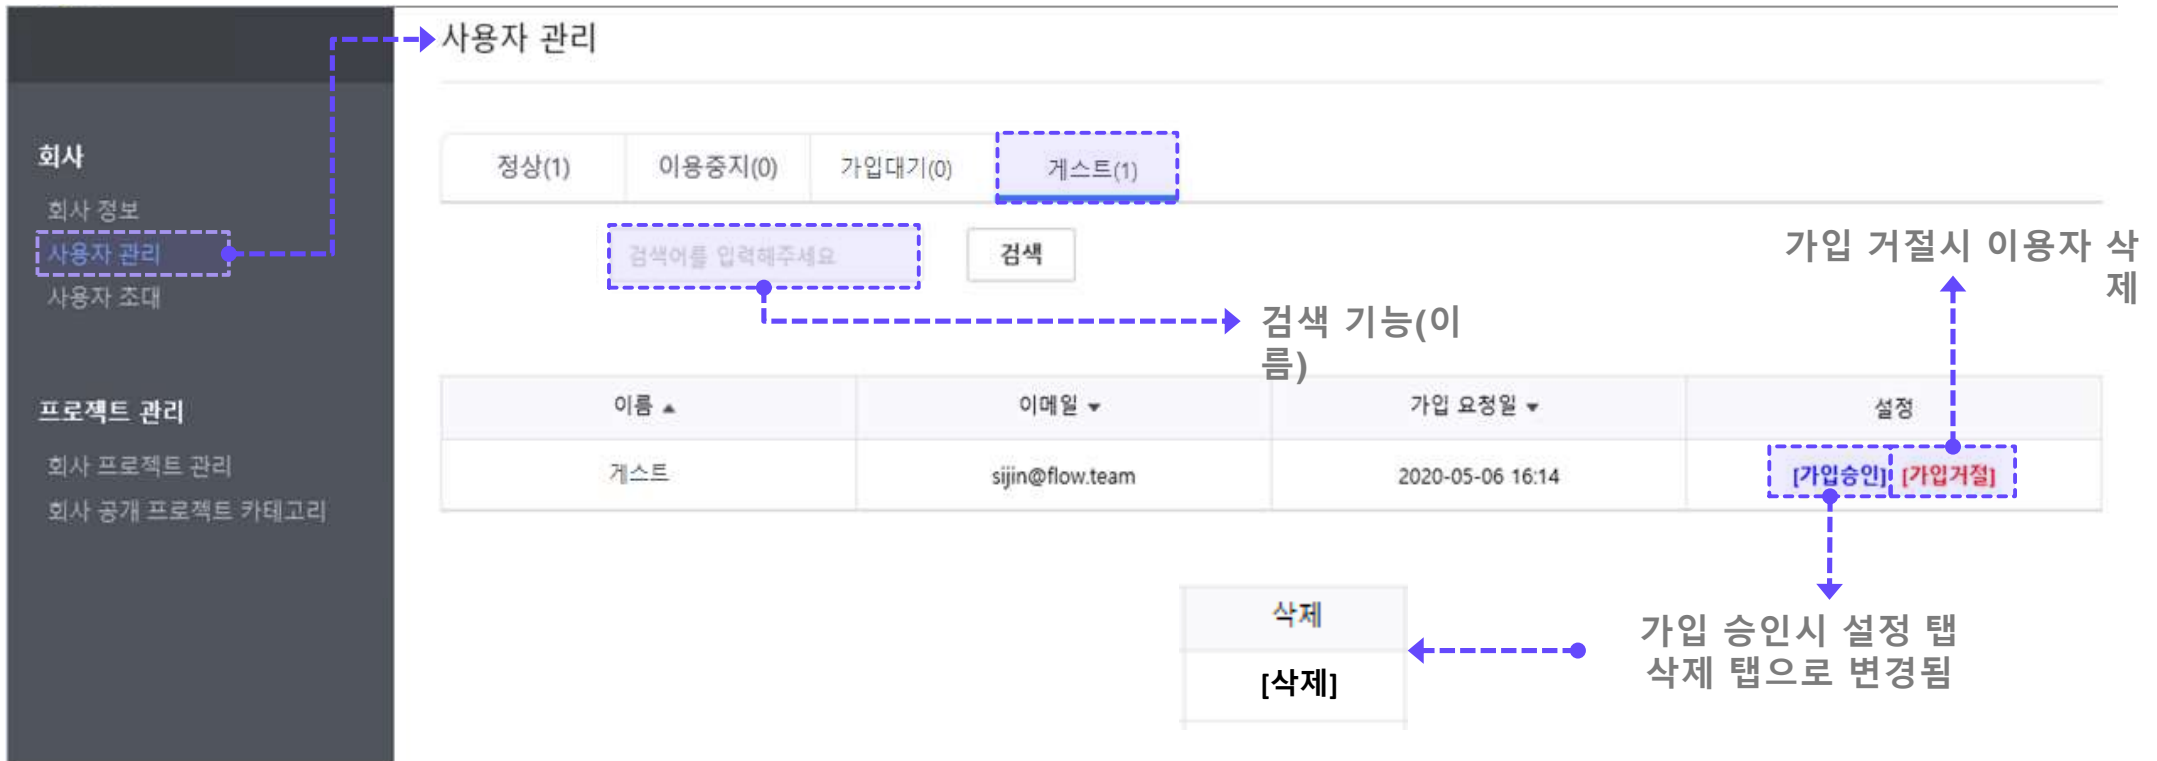 사용자 관리
회사
회사 정보
사용자 관리
사용자 초대
프로젝트 관리
회사 프로젝트 관리
회사 공개 프로젝트 카테고리
정상(1) 이용중지(0) 가입대기(0) 게스트(1)
검색어를 입력해주세요 검색
가입 거절시 이용자 삭
제
검색 기능(이
름)
이름 ▲ 이메일 ▼ 가입 요청일 ▼ 설정
게스트 sijin@flow.team 2020-05-06 16:14 [가입승인] [가입거절]
삭제
[삭제]
가입 승인시 설정 탭
삭제 탭으로 변경됨